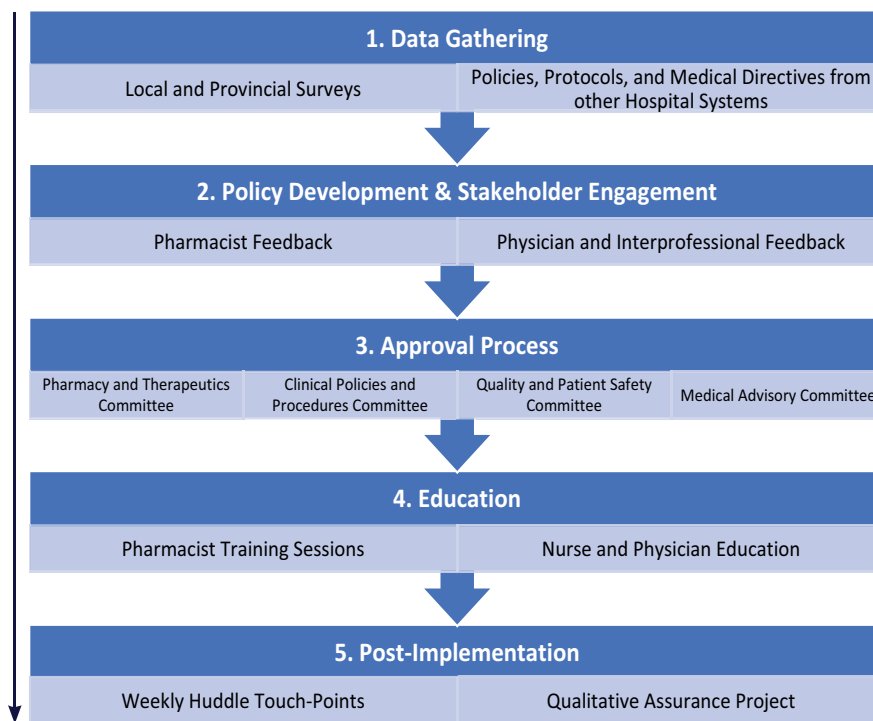 1. Data Gathering
Local and Provincial Surveys
Policies, Protocols, and Medical Directives from
other Hospital Systems
2. Policy Development & Stakeholder Engagement
Pharmacist Feedback
Physician and Interprofessional Feedback
3. Approval Process
Pharmacy and Therapeutics
Committee
Clinical Policies and
Procedures Committee
Quality and Patient Safety
Committee
Medical Advisory Committee
4. Education
Pharmacist Training Sessions
Nurse and Physician Education
5. Post-Implementation
Weekly Huddle Touch-Points
Qualitative Assurance Project